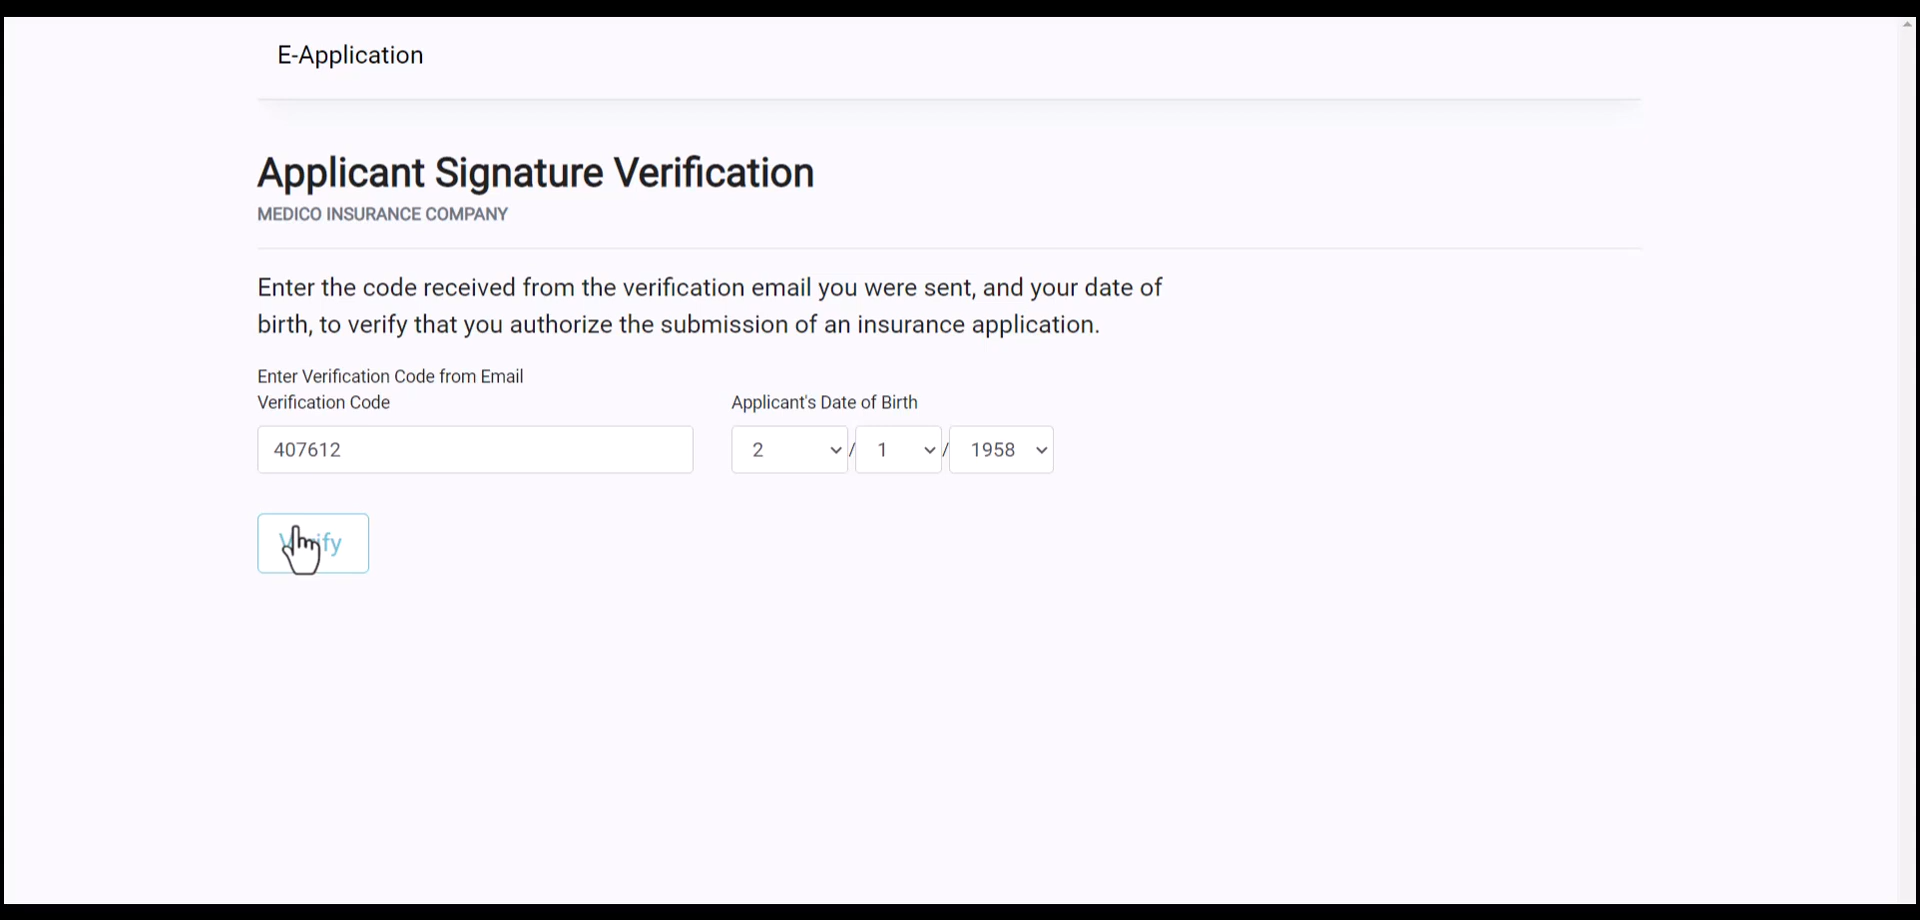 E-Application
Applicant Signature Verification
MEDICO INSURANCE COMPANY
Enter the code received from the verification email you were sent, and your date of
birth, to verify that you authorize the submission of an insurance application.
Enter Verification Code from Email
Verification Code
Applicant's Date of Birth
407612
2 / 1 / 1958